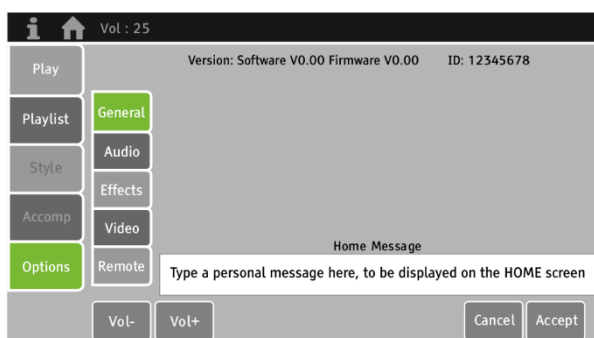 Vol : 25
Version: Software V0.00 Firmware V0.00 ID: 12345678
Play
Playlist
Style
Accomp
Options
General
Audio
Effects
Video
Remote
Home Message
Type a personal message here, to be displayed on the HOME screen
Vol- Vol+ Cancel Accept